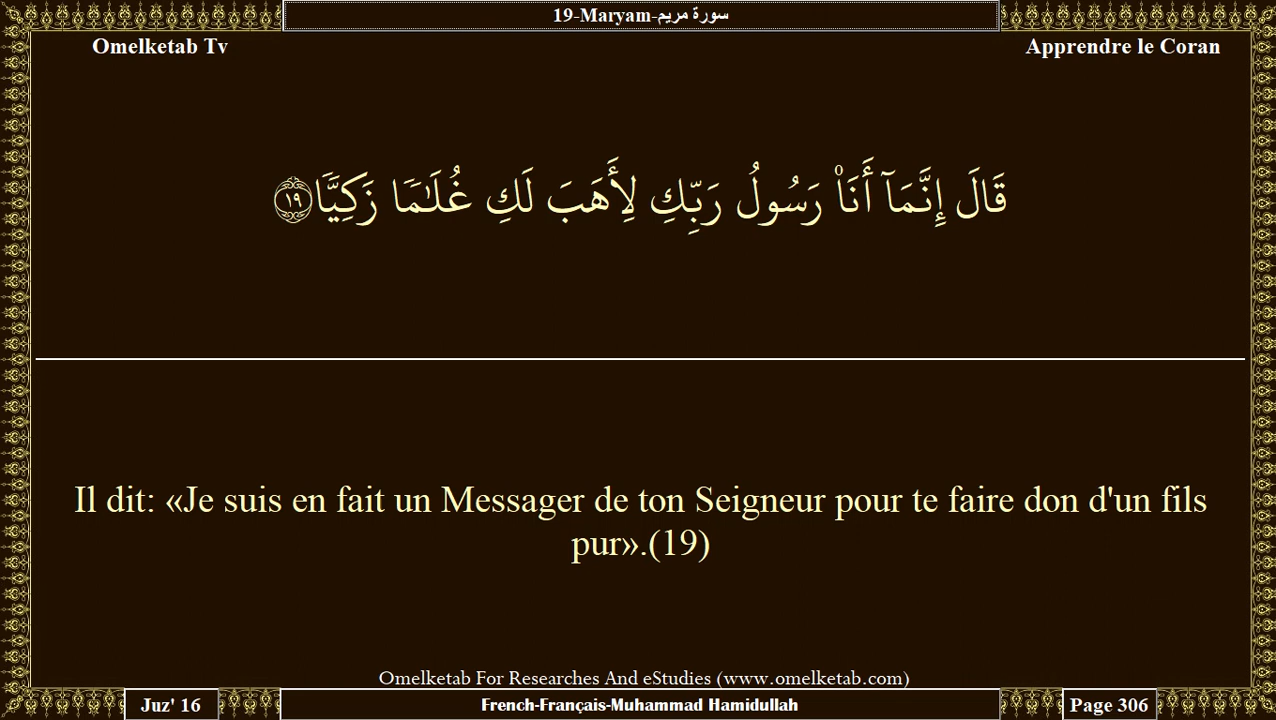 19-Maryam-سورة مريم
Omelketab Tv
Apprendre le Coran
قَالَ إِنَّمَآ أَنَا۠ رَسُولُ رَبِّكِ لِأَهَبَ لَكِ غُلَـٰمًا زَكِيًّا ١٩
Il dit: «Je suis en fait un Messager de ton Seigneur pour te faire don d'un fils
pur».(19)
Omelketab For Researches And eStudies (www.omelketab.com)
Juz' 16
French-Français-Muhammad Hamidullah
Page 306